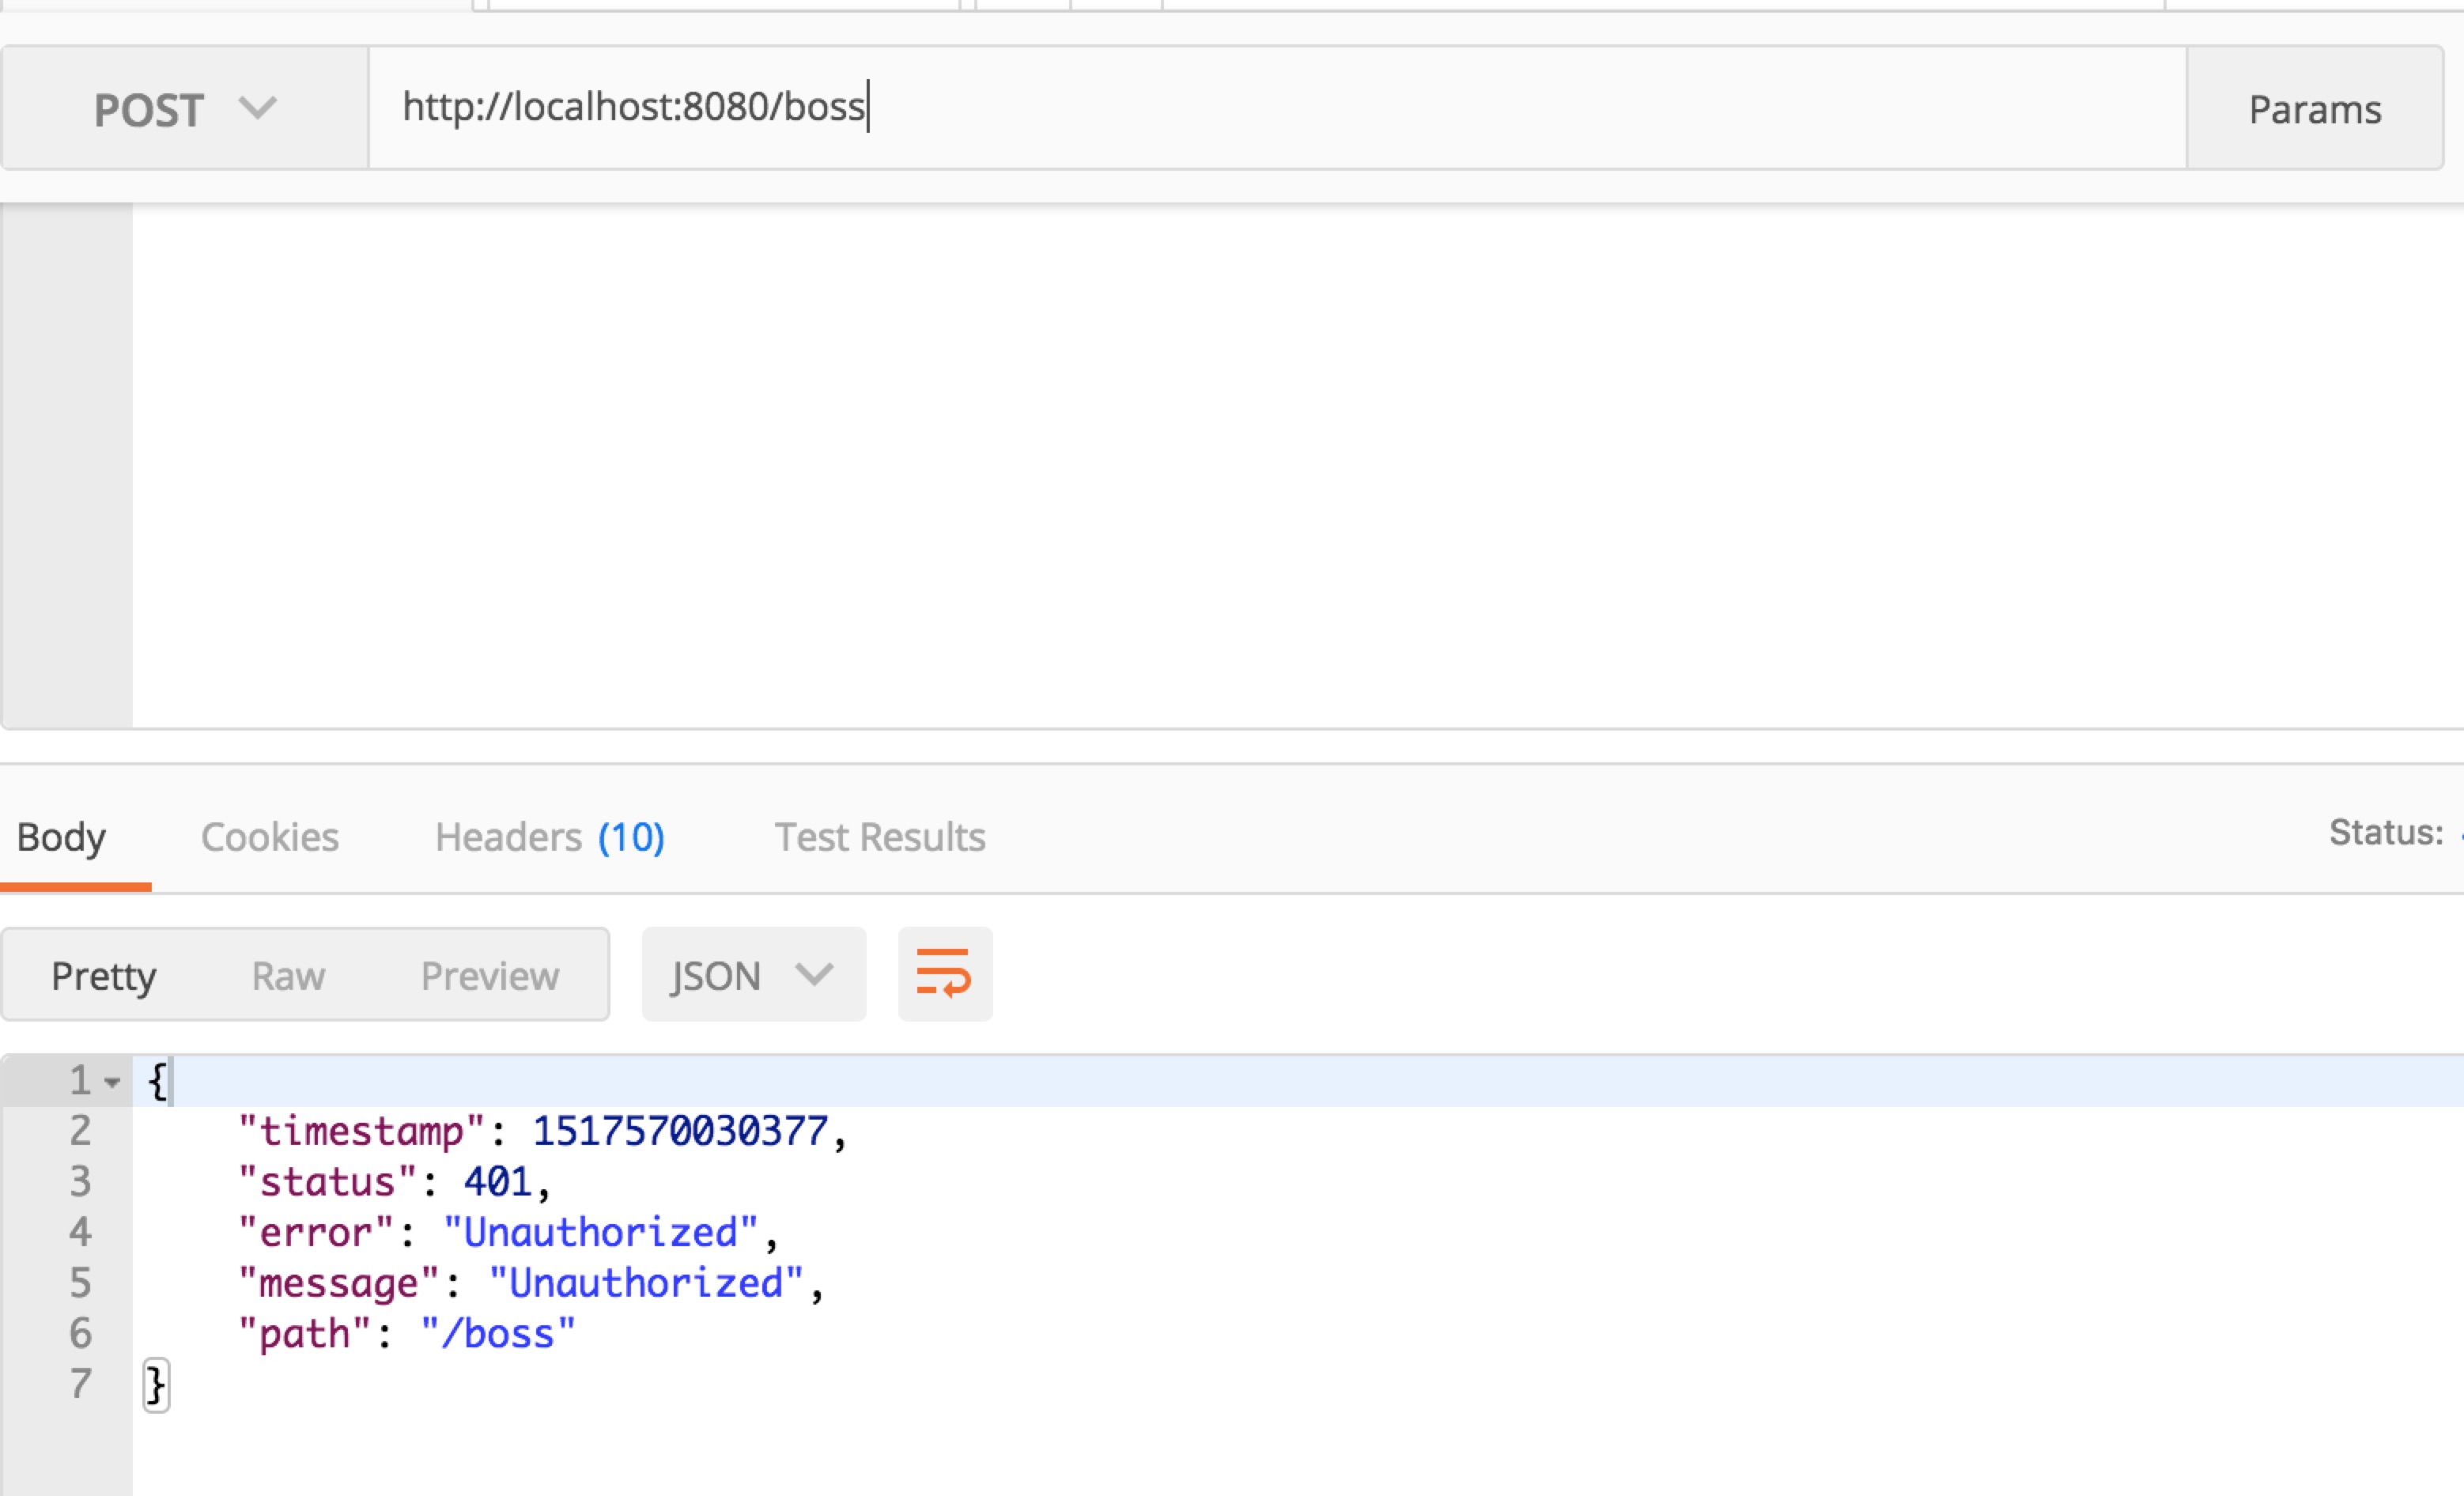 POST http://localhost:8080/boss Params
Body Cookies Headers (10) Test Results Status:
Pretty Raw Preview JSON
1 {
2 "timestamp": 1517570030377,
3 "status": 401,
4 "error": "Unauthorized",
5 "message": "Unauthorized",
6 "path": "/boss"
7 }